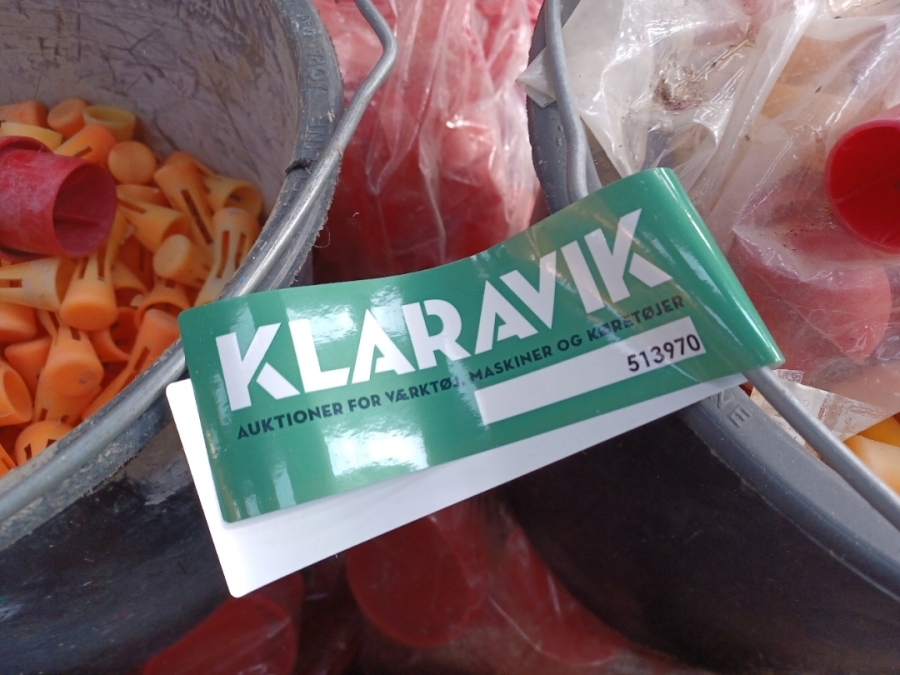 KLARAVIK
AUKTIONER FOR VÆRKTØJ, MASKINER OG KØRETØJER
513970